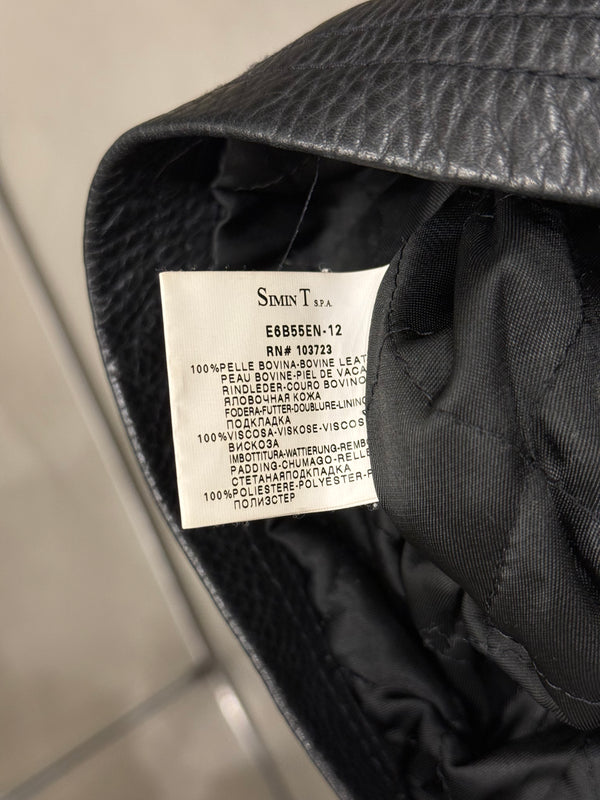 SIMIN T S.P.A.
E6B55EN-12
RN# 103723
100%PELLE BOVINA-BOVINE LEAT
PEAU BOVINE-PIEL DE VACA
RINDLEDER-COURO BOVINO
ЯЛОВОЧНАЯ КОЖА
FODERA-FUTTER-DOUBLURE-LINING
ПОДКЛАДКА
100%VISCOSA-VISKOSE-VISCOS
ВИСКОЗА
IMBOTTITURA-WATTIERUNG-REMBO
PADDING-CHUMAGO-RELLE
СТЕГАНАЯПОДКЛАДКА
100%POLIESTERE-POLYESTER-P
ПОЛИЭСТЕР